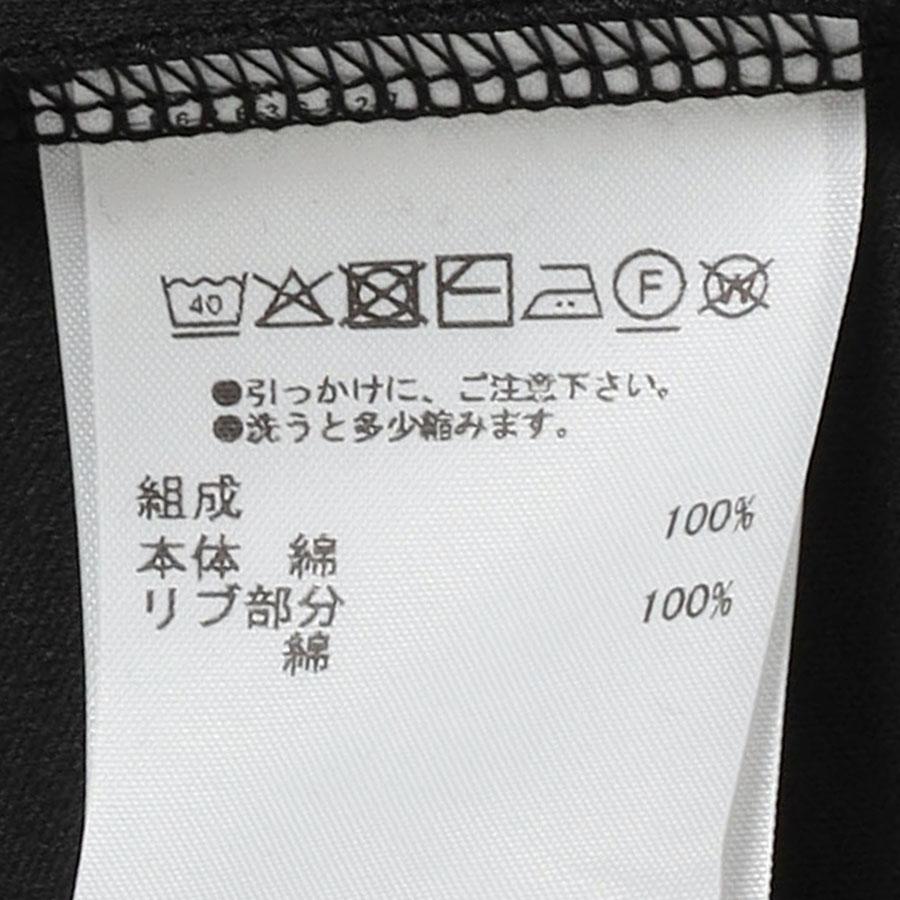 40 F W
●引っかけに、ご注意下さい。
●洗うと多少縮みます。
組成
本体 綿 100%
リブ部分
綿 100%